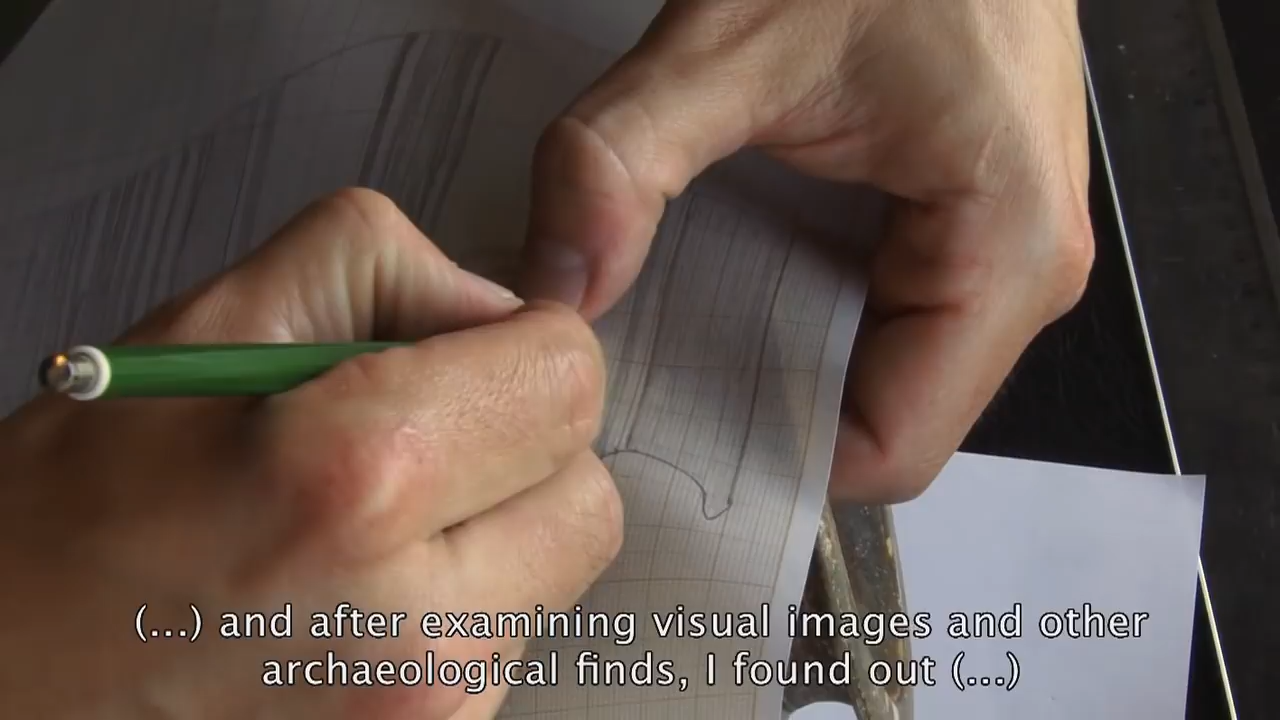 (...) and after examining visual images and other
archaeological finds, I found out (...)